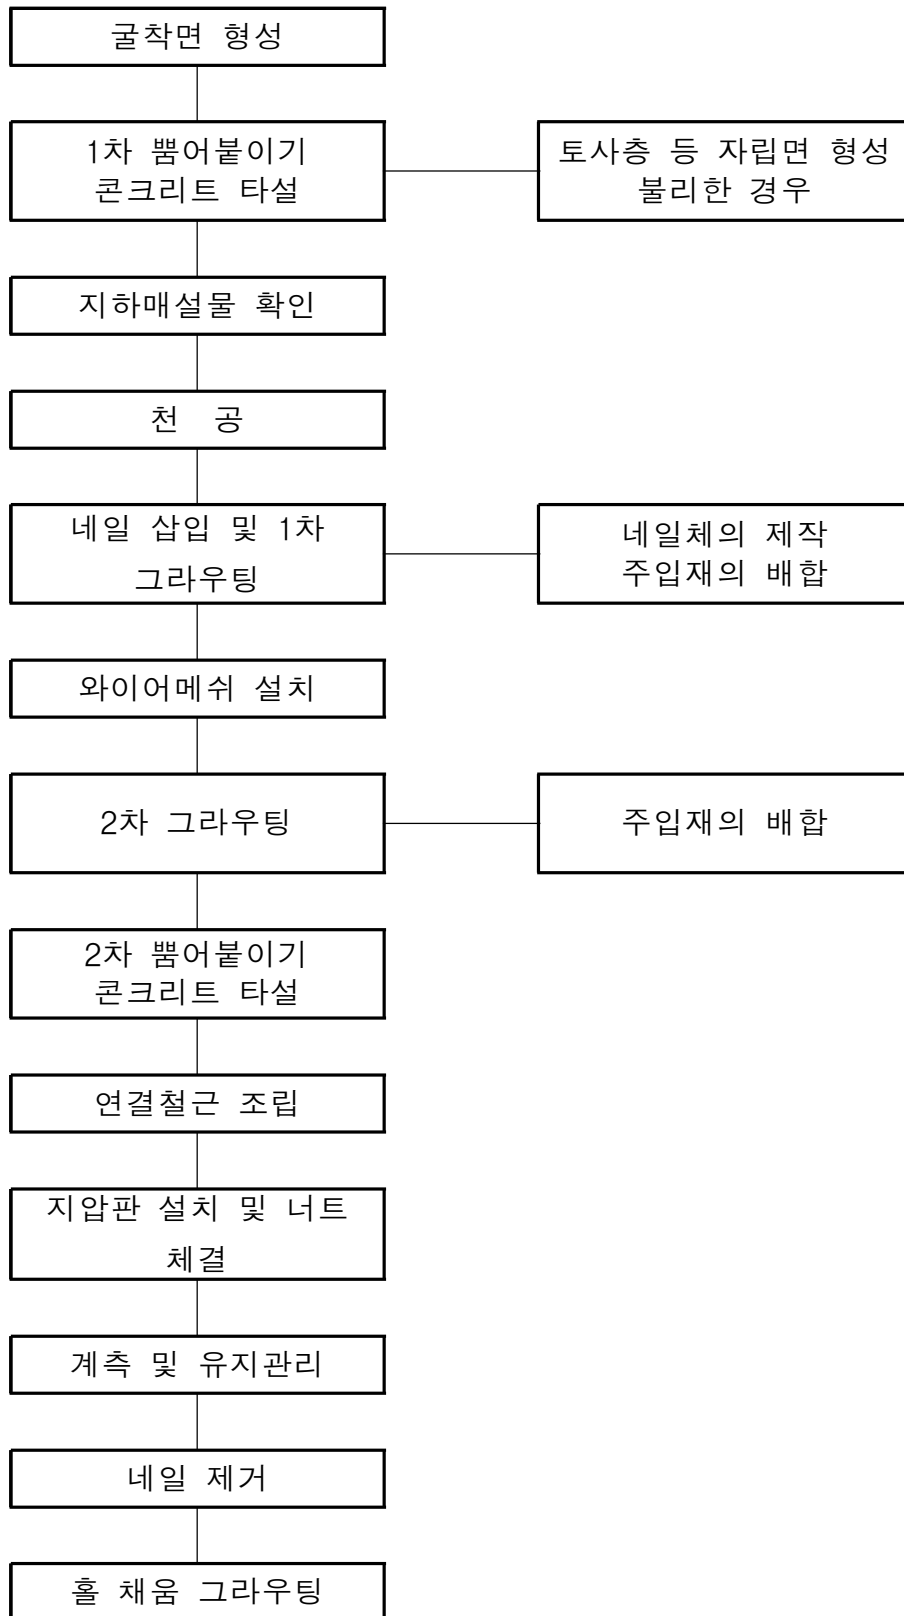 굴착면 형성
1차 뿜어붙이기
콘크리트 타설
토사층 등 자립면 형성
불리한 경우
지하매설물 확인
천 공
네일 삽입 및 1차
그라우팅
네일체의 제작
주입재의 배합
와이어메쉬 설치
2차 그라우팅
주입재의 배합
2차 뿜어붙이기
콘크리트 타설
연결철근 조립
지압판 설치 및 너트
체결
계측 및 유지관리
네일 제거
홀 채움 그라우팅